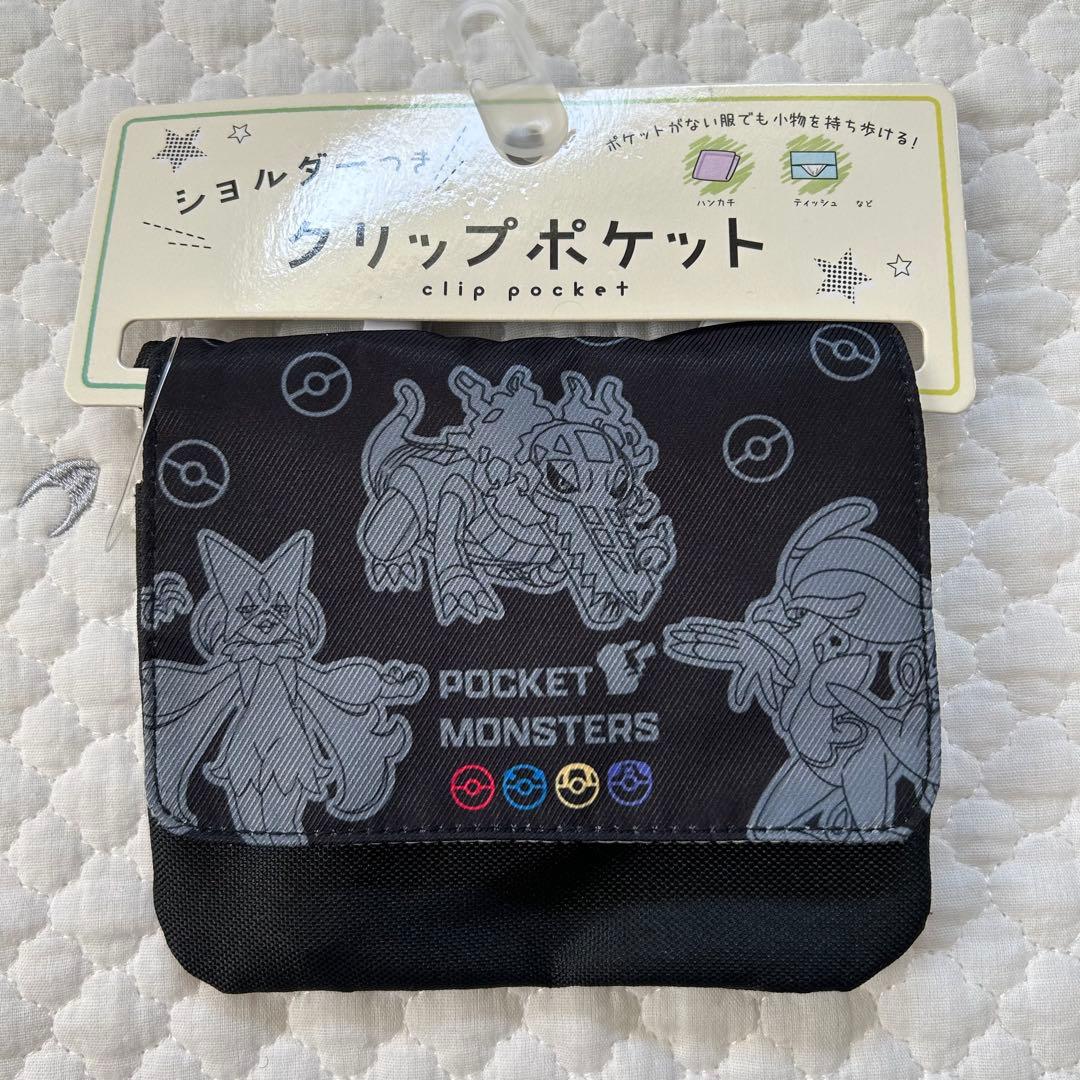 ショルダーつき
ポケットがない服でも小物を持ち歩ける!
ハンカチ
ティッシュ
など
クリップポケット
clip pocket
POCKET
MONSTERS